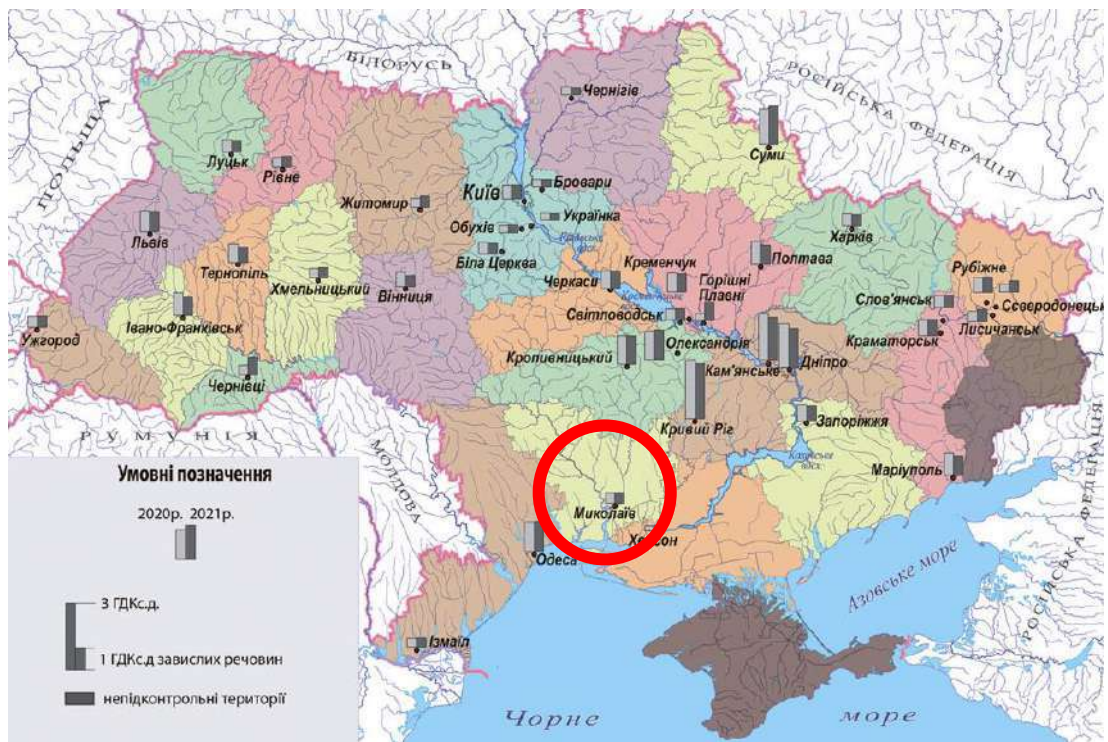 БІЛОРУСЬ
РОСІЙСЬКА ФЕДЕРАЦІЯ
ПОЛЬЩА
Чернігів
Суми
Луцьк
Рівне
Київ
Бровари
Житомир
Українка
Обухів
Харків
Львів
Біла Церква
Тернопіль
Хмельницький
Вінниця
Черкаси
Кременчук
Полтава
Горішні
Плавні
Рубіжне
Слов'янськ
Сєвєродонецьк
Лисичанськ
Світловодськ
Краматорськ
Івано-Франківськ
Ужгород
Олександрія
Кропивницький
Кам'янське
Дніпро
Чернівці
Кривий Ріг
Запоріжжя
РУМУНІЯ
МОЛДОВА
Маріуполь
Миколаїв
Херсон
Одеса
Ізмаїл
Азовське море
РОСІЙСЬКА ФЕДЕРАЦІЯ
Чорне море
Умовні позначення
2020р. 2021р.
3 ГДКс.д.
1 ГДКс.д завислих речовин
непідконтрольні території